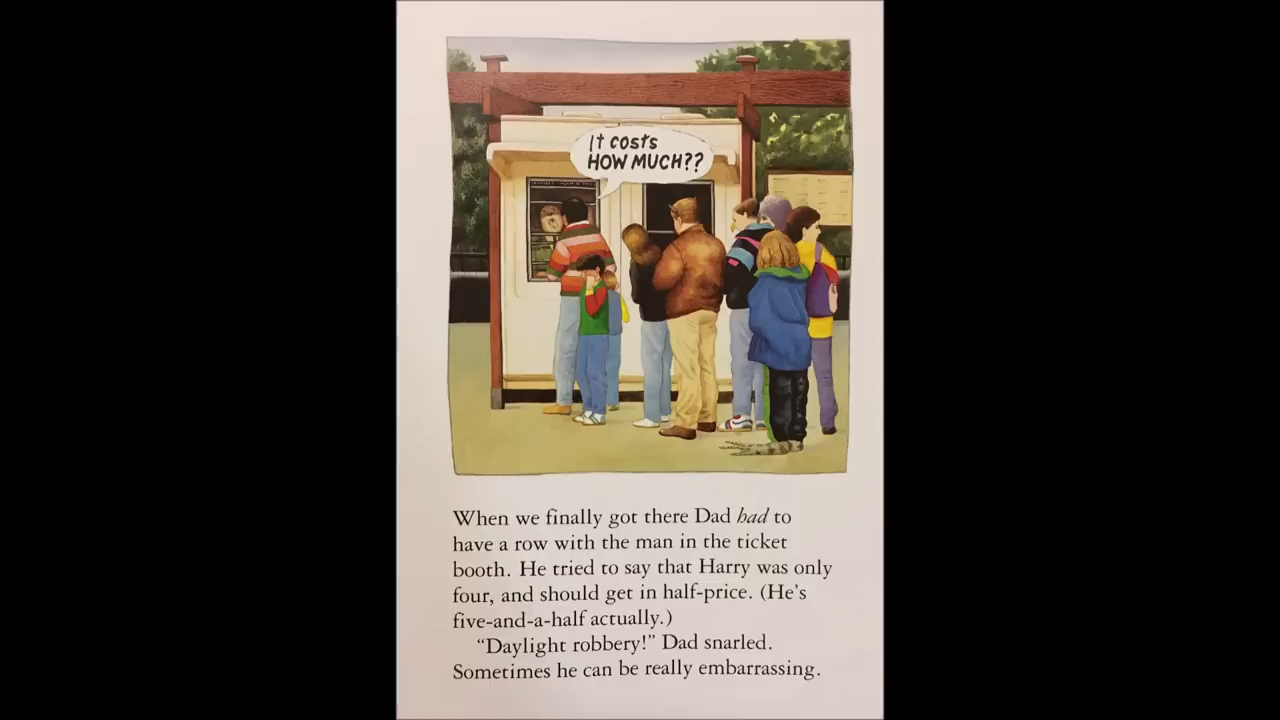 It costs
HOW MUCH??
When we finally got there Dad had to
have a row with the man in the ticket
booth. He tried to say that Harry was only
four, and should get in half-price. (He's
five-and-a-half actually.)
“Daylight robbery!” Dad snarled.
Sometimes he can be really embarrassing.